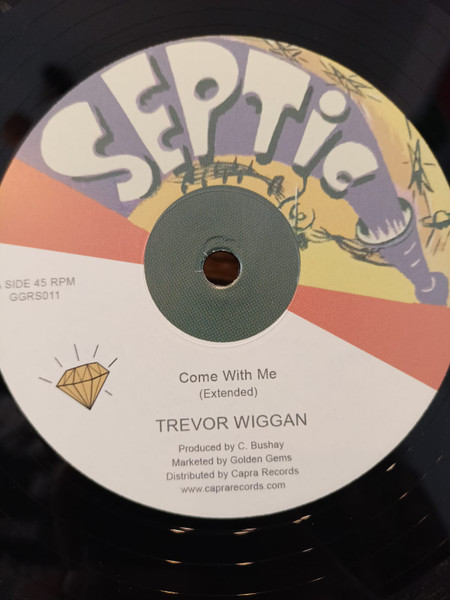 SEPTIC
SIDE 45 RPM
GGRS011
Come With Me
(Extended)
TREVOR WIGGAN
Produced by C. Bushay
Marketed by Golden Gems
Distributed by Capra Records
www.caprarecords.com